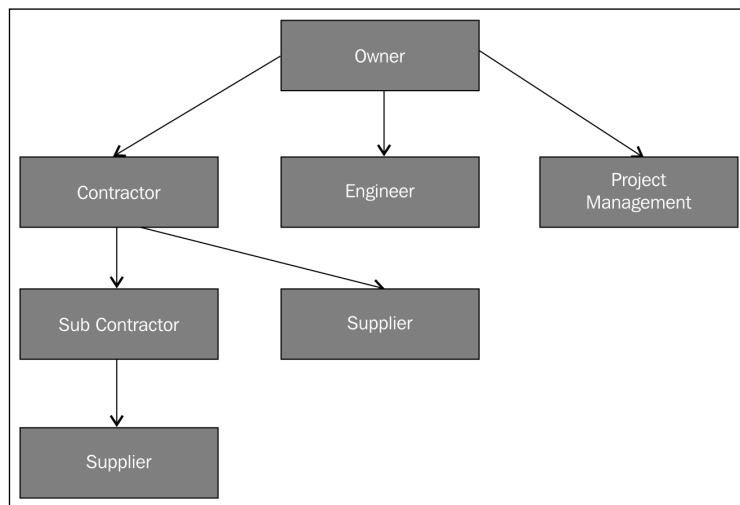 Owner
Contractor
Engineer
Project
Management
Sub Contractor
Supplier
Supplier